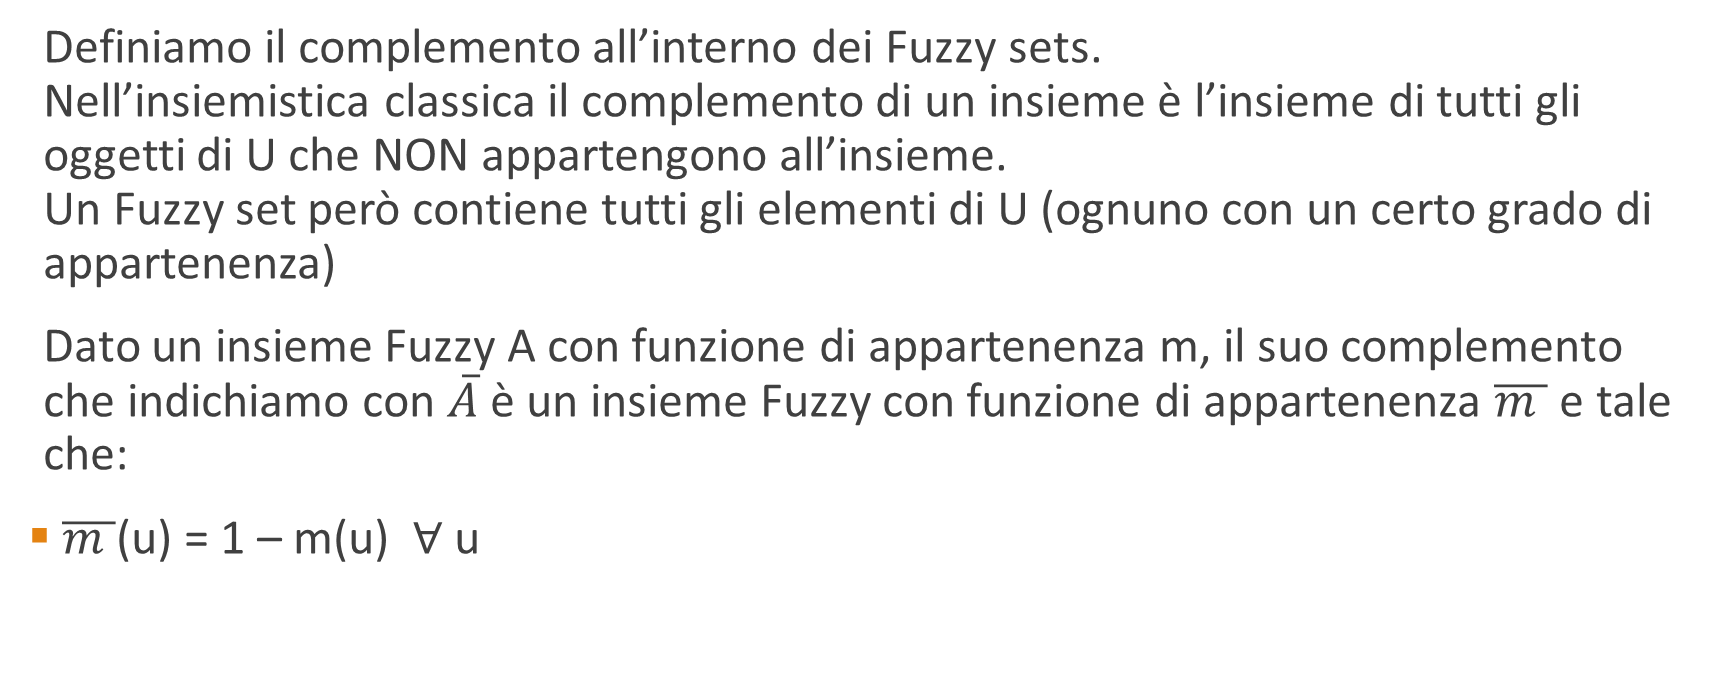 Definiamo il complemento all’interno dei Fuzzy sets.
Nell’insiemistica classica il complemento di un insieme è l’insieme di tutti gli
oggetti di U che NON appartengono all’insieme.
Un Fuzzy set però contiene tutti gli elementi di U (ognuno con un certo grado di
appartenenza)
Dato un insieme Fuzzy A con funzione di appartenenza m, il suo complemento
che indichiamo con Ā è un insieme Fuzzy con funzione di appartenenza m̅ e tale
che:
▪ m̅ (u) = 1 – m(u) ∀ u